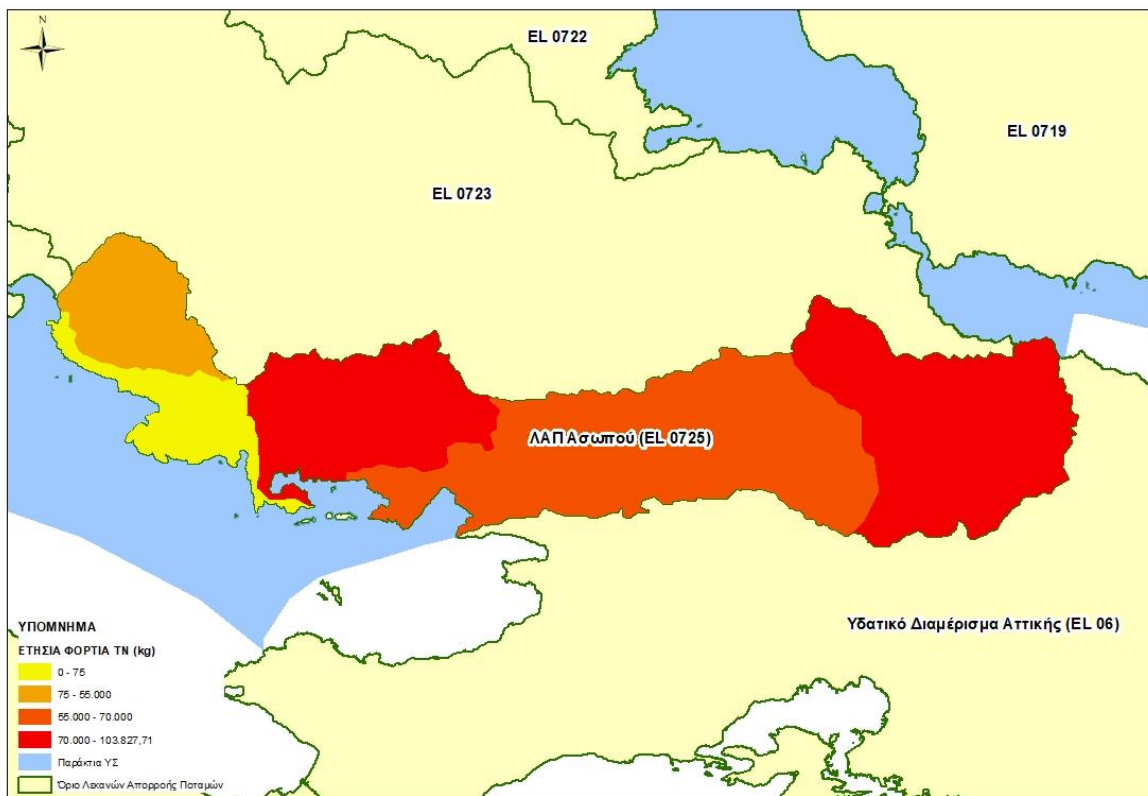 N
EL 0722
EL 0719
EL 0723
ΛΑΠ Ασωπού (EL 0725)
Υδατικό Διαμέρισμα Αττικής (EL 06)
ΥΠΟΜΝΗΜΑ
ΕΤΗΣΙΑ ΦΟΡΤΙΑ TN (kg)
0 - 75
75 - 55.000
55.000 - 70.000
70.000 - 103.827,71
Παράκτια ΥΣ
Όριο Λεκανών Απορροής Ποταμών